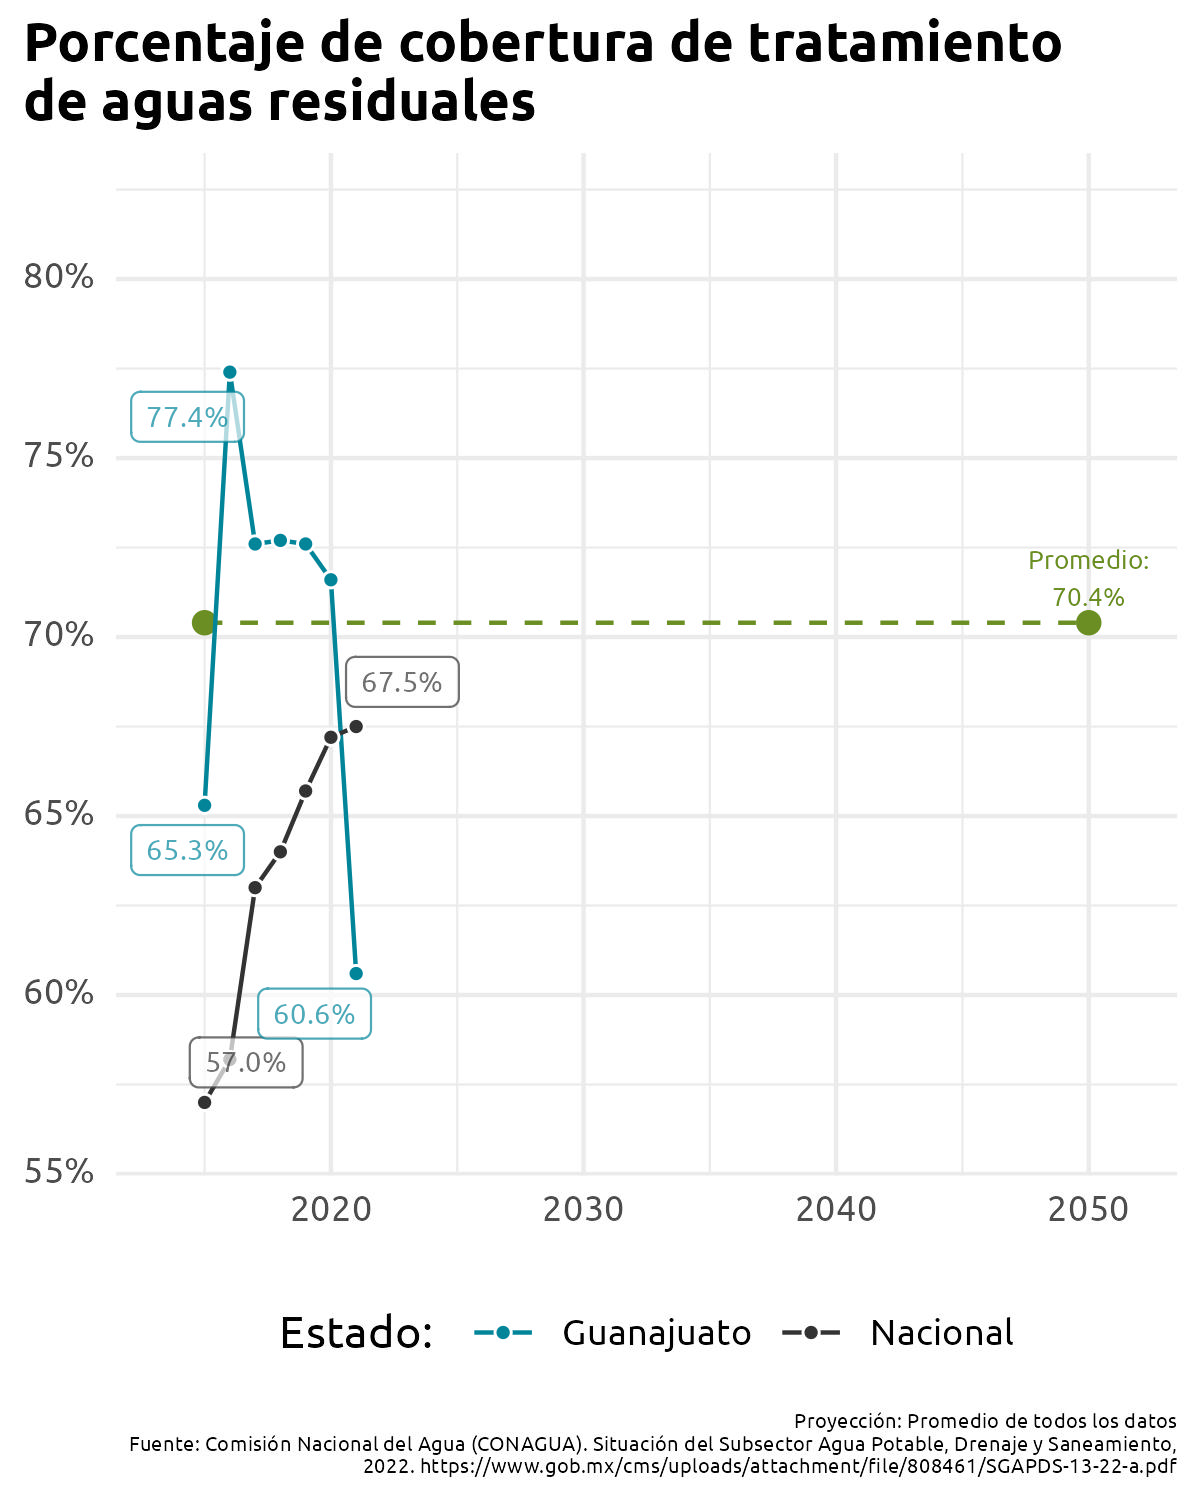 Porcentaje de cobertura de tratamiento
de aguas residuales
80%
75%
70%
65%
60%
55%
77.4%
65.3%
60.6%
57.0%
67.5%
Promedio:
70.4%
2020
2030
2040
2050
Estado:
Guanajuato
Nacional
Proyección: Promedio de todos los datos
Fuente: Comisión Nacional del Agua (CONAGUA). Situación del Subsector Agua Potable, Drenaje y Saneamiento,
2022. https://www.gob.mx/cms/uploads/attachment/file/808461/SGAPDS-13-22-a.pdf